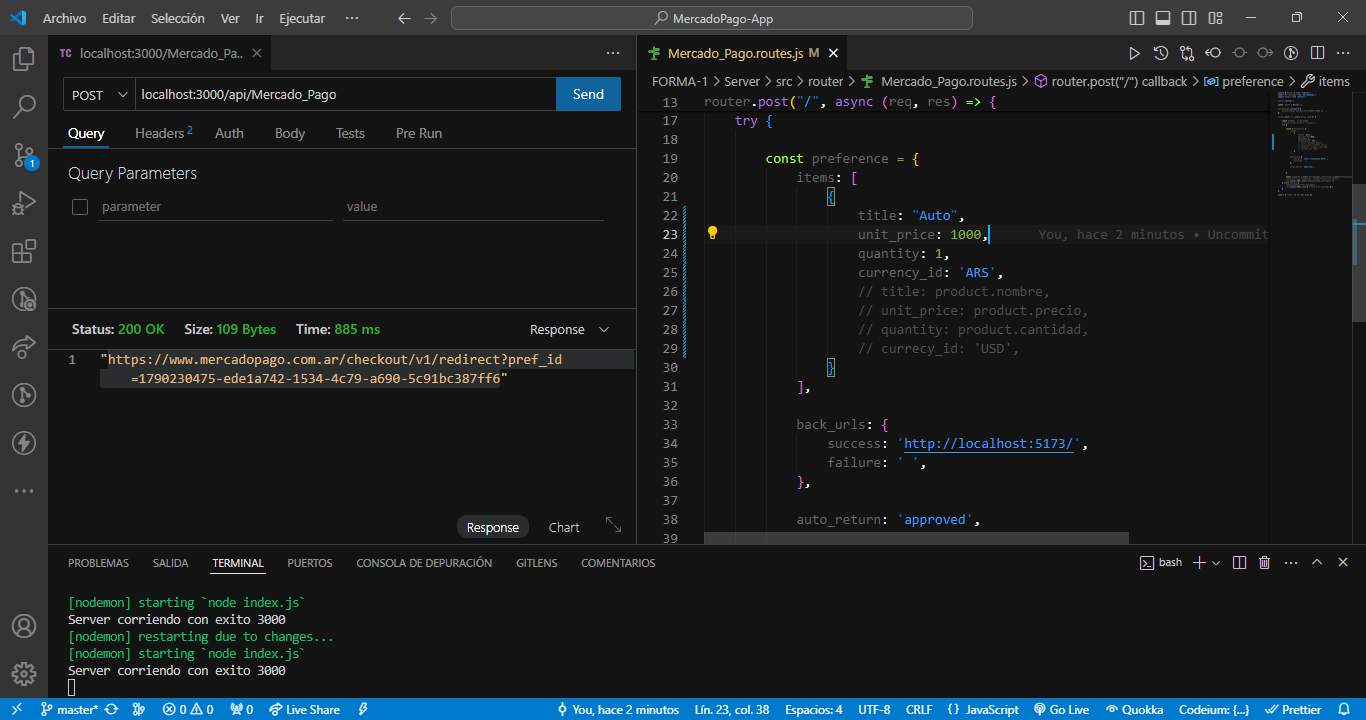 Archivo Editar Selección Ver Ir Ejecutar ···
MercadoPago-App
TC localhost:3000/Mercado_Pa..
POST localhost:3000/api/Mercado_Pago Send
Query Headers 2 Auth Body Tests Pre Run
Query Parameters
parameter value
Status: 200 OK Size: 109 Bytes Time: 885 ms Response
1 "https://www.mercadopago.com.ar/checkout/v1/redirect?pref_id
=1790230475-ede1a742-1534-4c79-a690-5c91bc387ff6"
Response Chart
Mercado_Pago.routes.js M
FORMA-1 > Server > src > router > Mercado_Pago.routes.js > router.post("/") callback > preference > items
13 router.post("/", async (req, res) => {
17 try {
18
19 const preference = {
20 items: [
21 {
22 title: "Auto",
23 unit_price: 1000, You, hace 2 minutos • Uncommit
24 quantity: 1,
25 currency_id: 'ARS',
26 // title: product.nombre,
27 // unit_price: product.precio,
28 // quantity: product.cantidad,
29 // currecy_id: 'USD',
30 }
31 ],
32
33 back_urls: {
34 success: 'http://localhost:5173/',
35 failure: ' ',
36 },
37
38 auto_return: 'approved',
39
1
PROBLEMAS SALIDA TERMINAL PUERTOS CONSOLA DE DEPURACIÓN GITLENS COMENTARIOS
bash
[nodemon] starting `node index.js`
Server corriendo con exito 3000
[nodemon] restarting due to changes...
[nodemon] starting `node index.js`
Server corriendo con exito 3000
master* 0 0 0 Live Share You, hace 2 minutos Lín. 23, col. 38 Espacios: 4 UTF-8 CRLF {} JavaScript Go Live Quokka Codeium: {...} Prettier